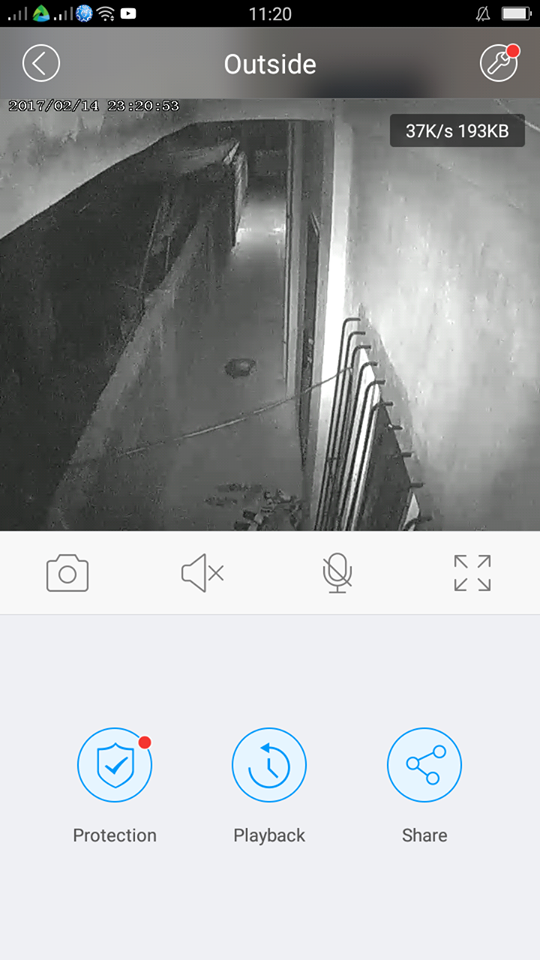 11:20
Outside
2017/02/14 23:20:53
37K/s 193KB
Protection
Playback
Share